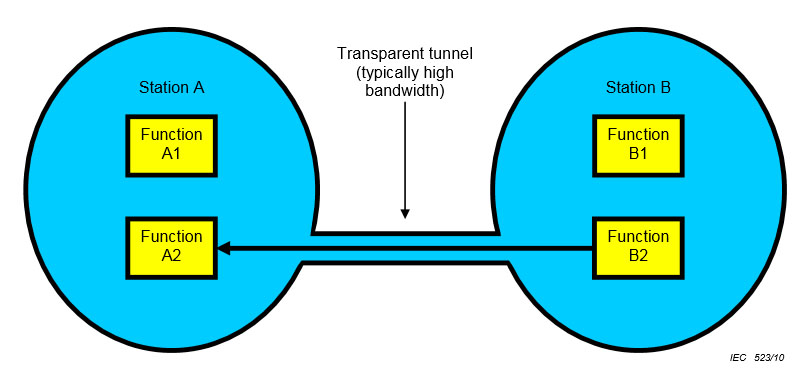 Transparent tunnel
(typically high
bandwidth)
Station A
Station B
Function
A1
Function
B1
Function
A2
Function
B2
IEC 523/10